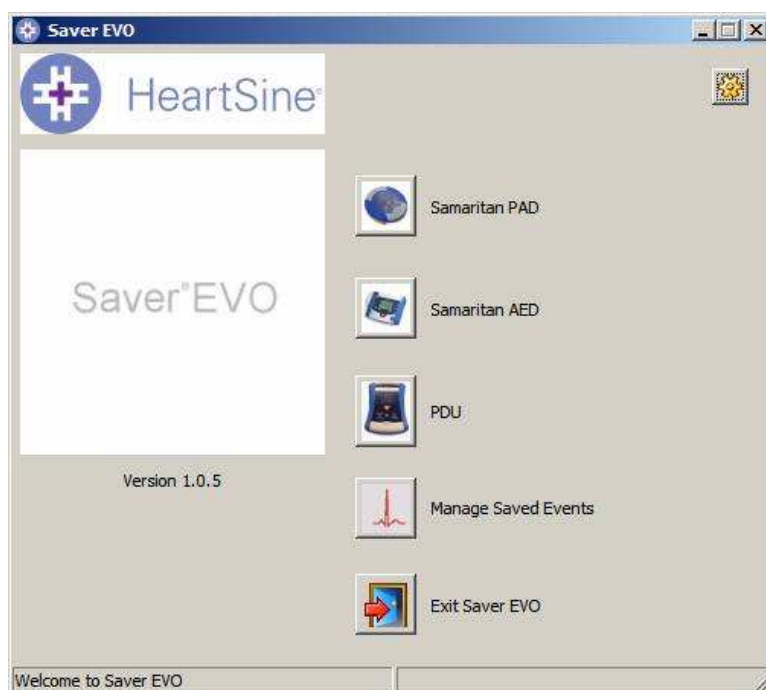 Saver EVO
HeartSine®
Samaritan PAD
Saver®EVO
Samaritan AED
PDU
Version 1.0.5
Manage Saved Events
Exit Saver EVO
Welcome to Saver EVO